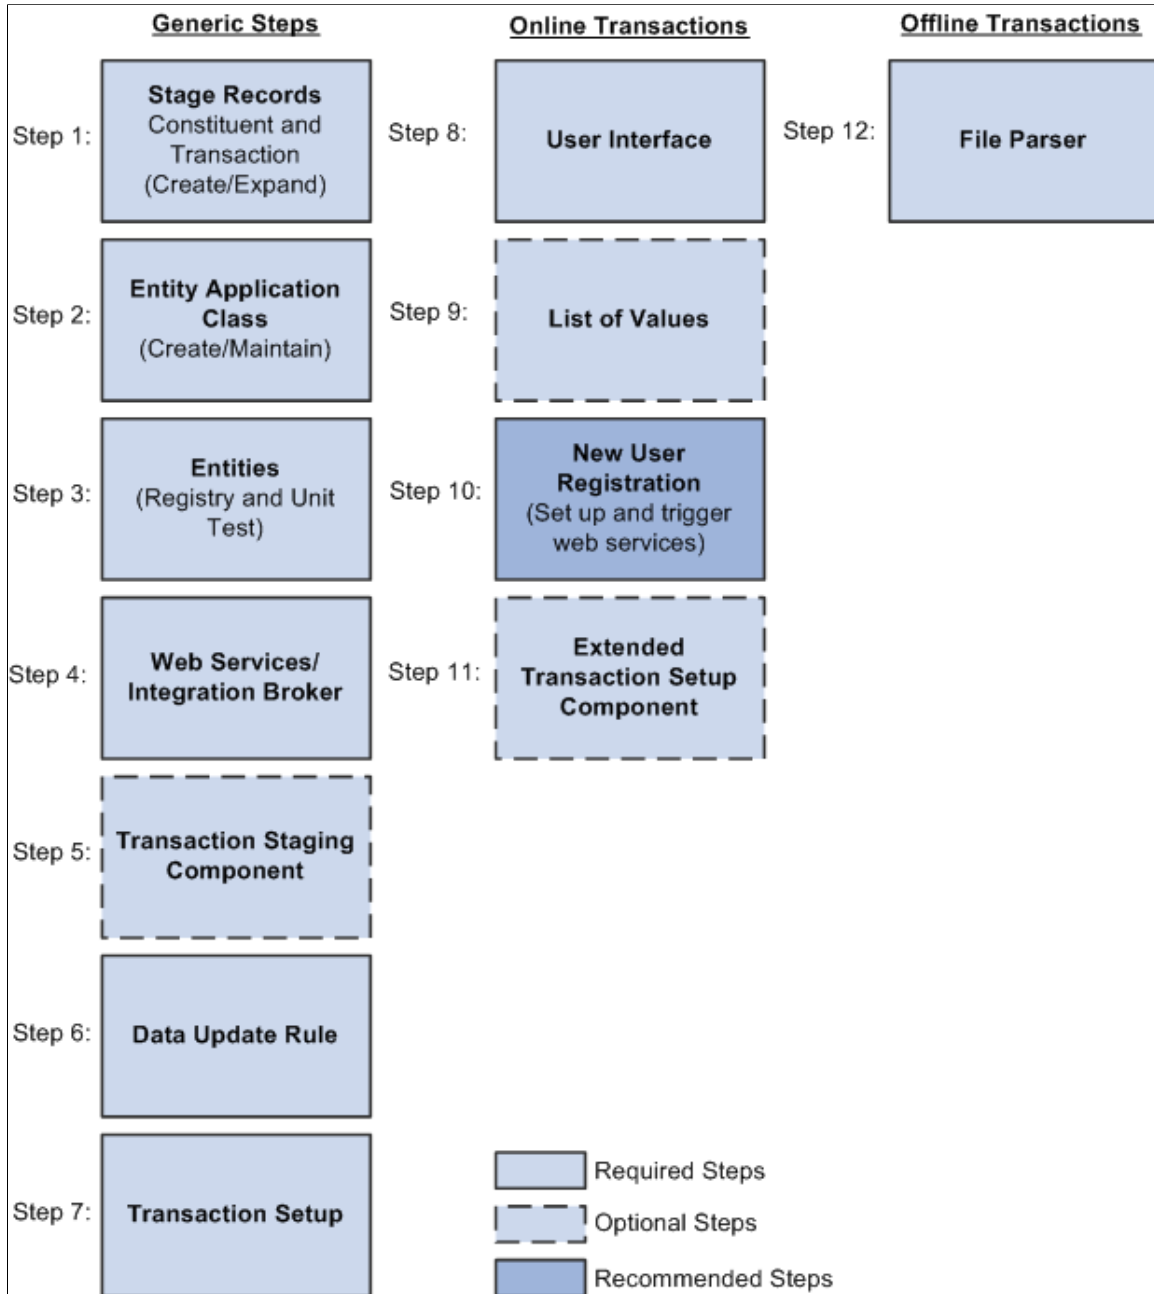 Generic Steps
Step 1:
Stage Records
Constituent and
Transaction
(Create/Expand)
Step 2:
Entity Application
Class
(Create/Maintain)
Step 3:
Entities
(Registry and Unit
Test)
Step 4:
Web Services/
Integration Broker
Step 5:
Transaction Staging
Component
Step 6:
Data Update Rule
Step 7:
Transaction Setup
Online Transactions
Step 8:
User Interface
Step 9:
List of Values
Step 10:
New User
Registration
(Set up and trigger
web services)
Step 11:
Extended
Transaction Setup
Component
Offline Transactions
Step 12:
File Parser
Required Steps
Optional Steps
Recommended Steps